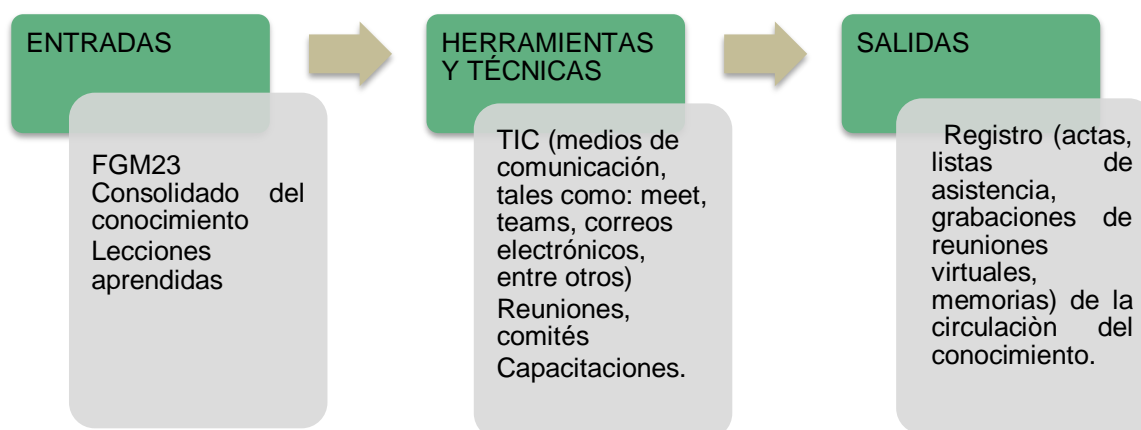 ENTRADAS
FGM23
Consolidado del
conocimiento
Lecciones
aprendidas
HERRAMIENTAS
Y TÉCNICAS
TIC (medios de
comunicación,
tales como: meet,
teams, correos
electrónicos,
entre otros)
Reuniones,
comités
Capacitaciones.
SALIDAS
Registro (actas,
listas de
asistencia,
grabaciones de
reuniones
virtuales,
memorias) de la
circulaciòn del
conocimiento.